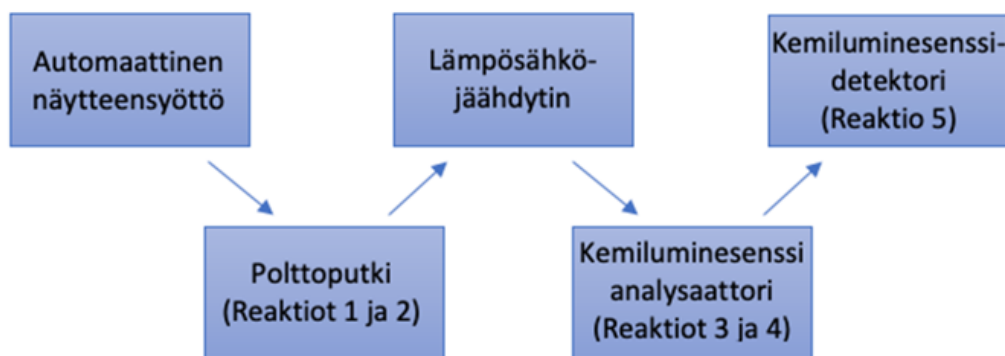 Automaattinen
näytteensyöttö
Polttoputki
(Reaktiot 1 ja 2)
Lämpösähkö-
jäähdytin
Kemiluminesenssi
analysaattori
(Reaktiot 3 ja 4)
Kemiluminesenssi-
detektori
(Reaktio 5)